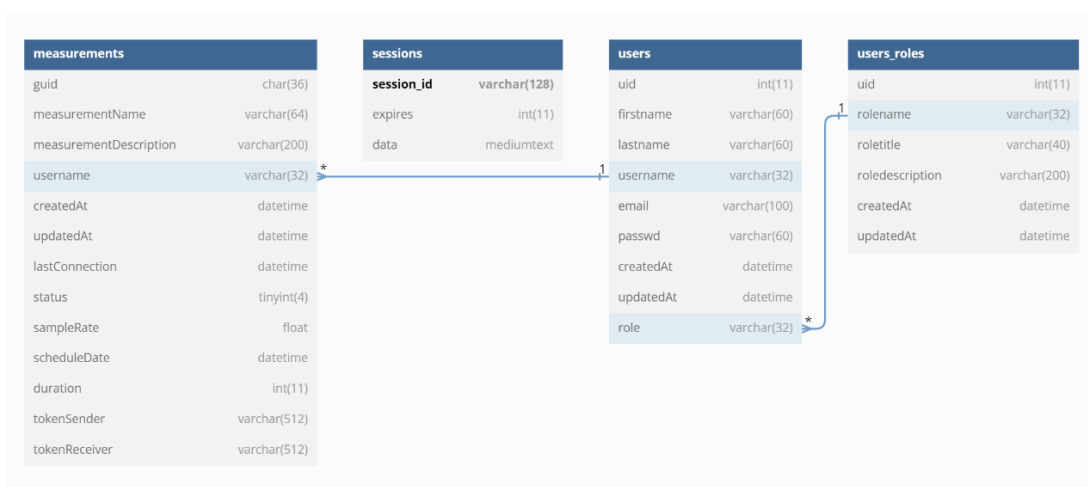 measurements
guid char(36)
measurementName varchar(64)
measurementDescription varchar(200)
username varchar(32)
createdAt datetime
updatedAt datetime
lastConnection datetime
status tinyint(4)
sampleRate float
scheduleDate datetime
duration int(11)
tokenSender varchar(512)
tokenReceiver varchar(512)
* 1
sessions
session_id varchar(128)
expires int(11)
data mediumtext
users
uid int(11)
firstname varchar(60)
lastname varchar(60)
username varchar(32)
email varchar(100)
passwd varchar(60)
createdAt datetime
updatedAt datetime
role varchar(32)
* 1
users_roles
uid int(11)
rolename varchar(32)
roletitle varchar(40)
roledescription varchar(200)
createdAt datetime
updatedAt datetime